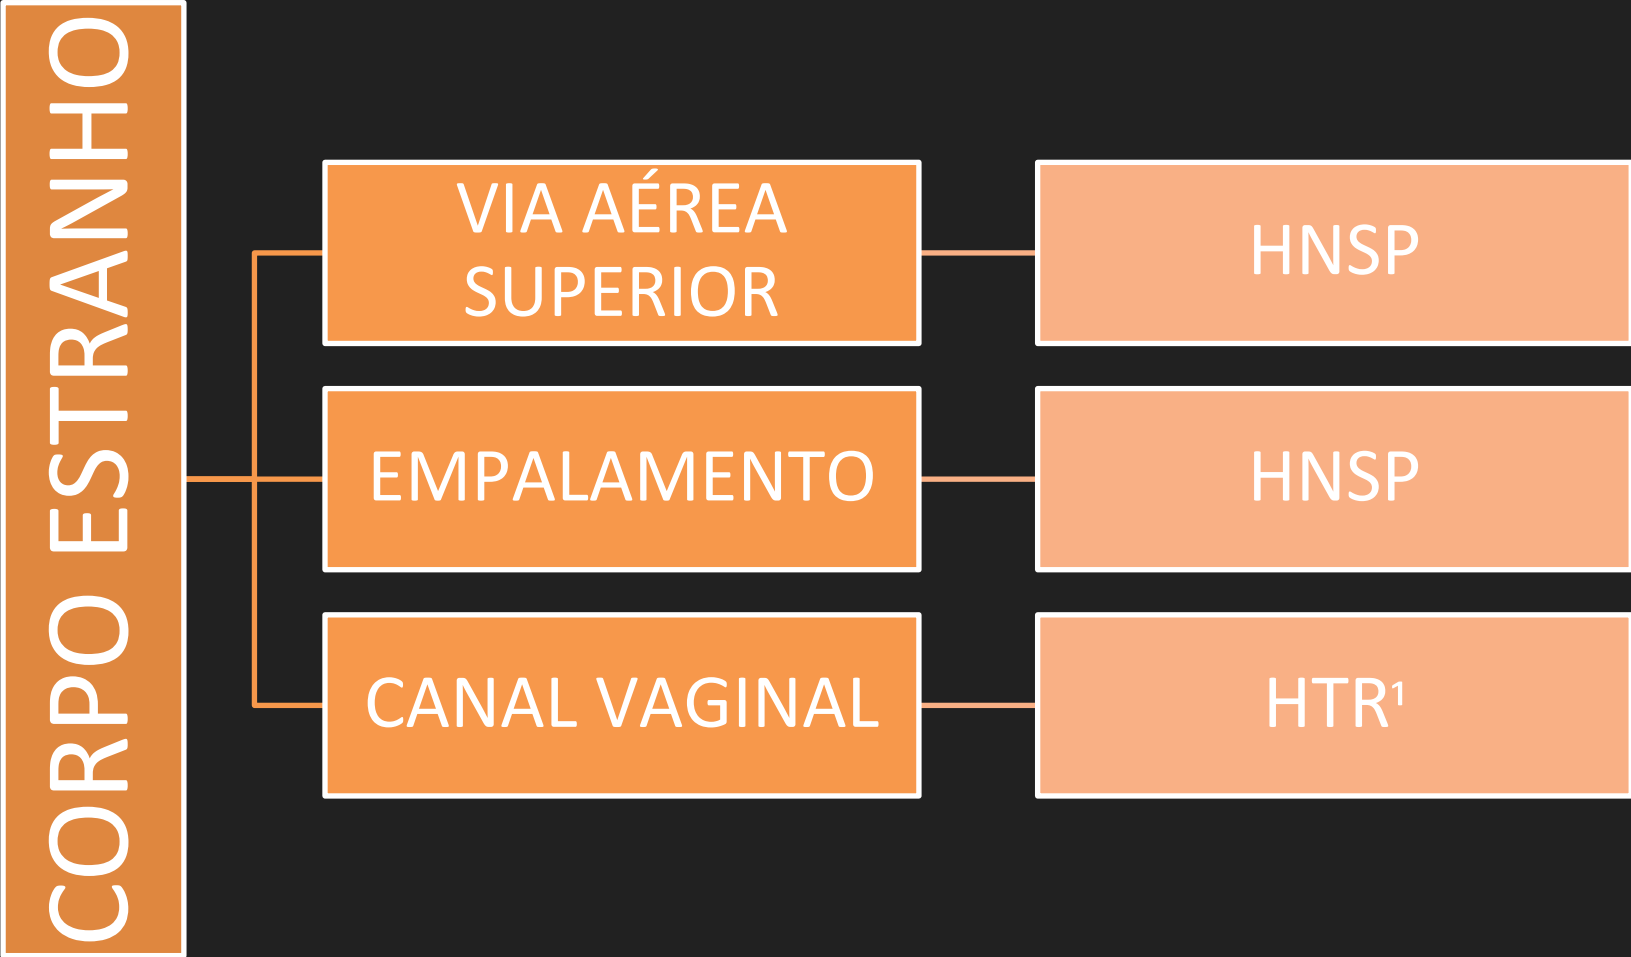 CORPO ESTRANHO
VIA AÉREA
SUPERIOR
HNSP
EMPALAMENTO
HNSP
CANAL VAGINAL
HTR¹